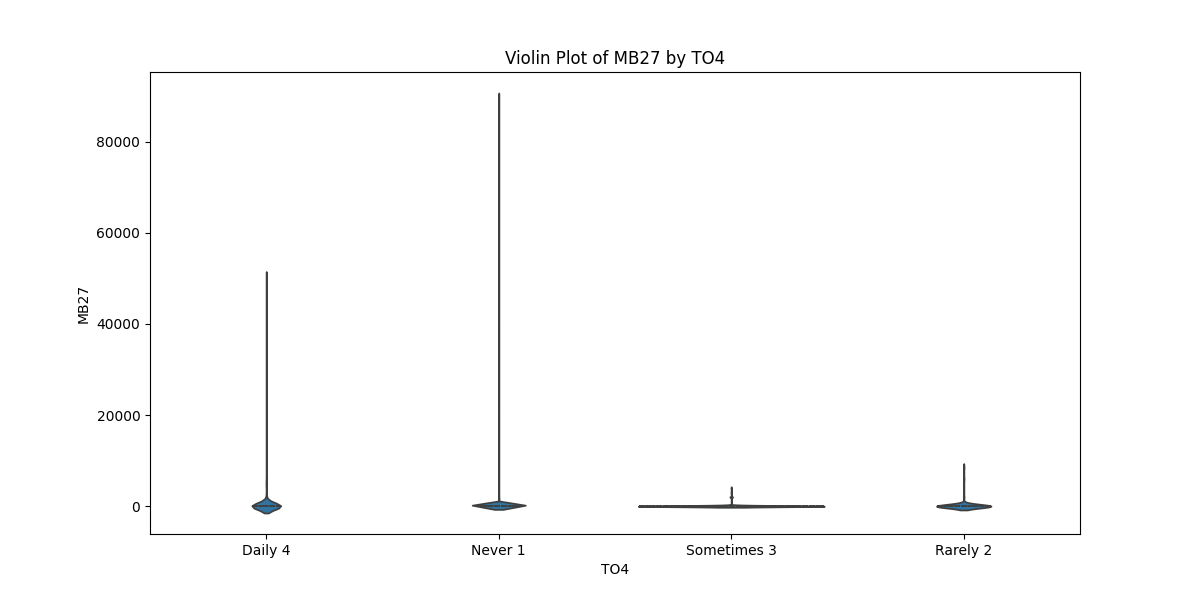 Violin Plot of MB27 by TO4
80000
60000
MB27
40000
20000
0
Daily 4
Never 1
Sometimes 3
Rarely 2
TO4